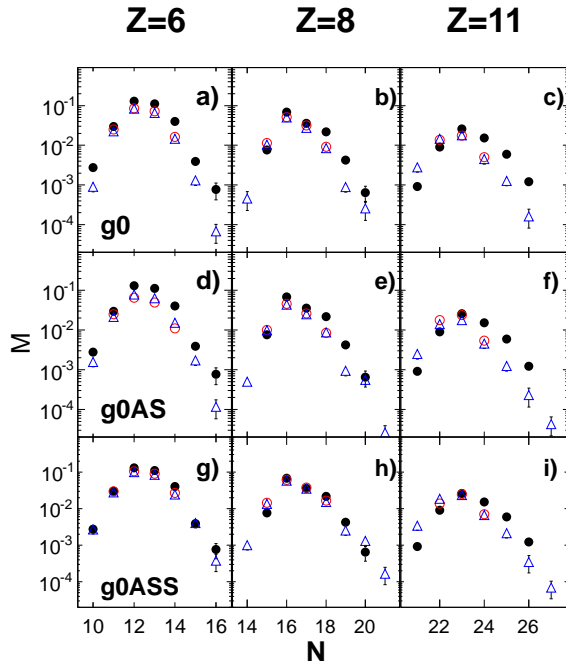 Z=6 Z=8 Z=11
10⁻¹ a) b) c)
10⁻²
10⁻³
10⁻⁴ g0
10⁻¹ d) e) f)
10⁻²
M
10⁻³
10⁻⁴ g0AS
10⁻¹ g) h) i)
10⁻²
10⁻³
10⁻⁴ g0ASS
10 12 14 16 14 16 18 20 22 24 26
N